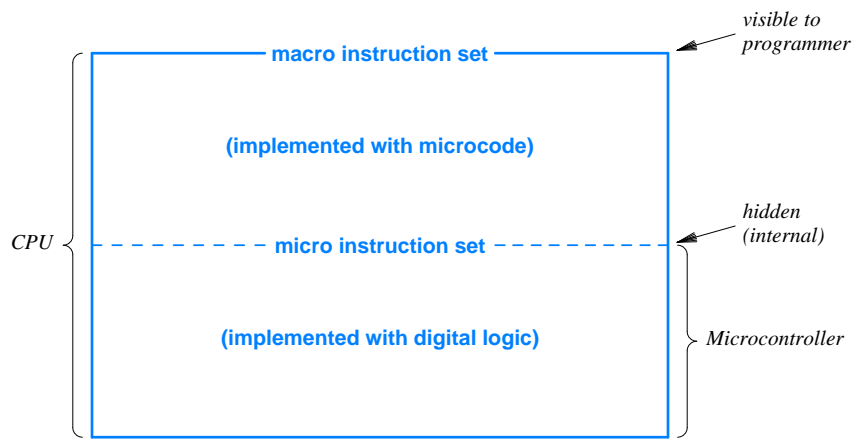 visible to
programmer
macro instruction set
(implemented with microcode)
hidden
(internal)
CPU
micro instruction set
(implemented with digital logic)
Microcontroller